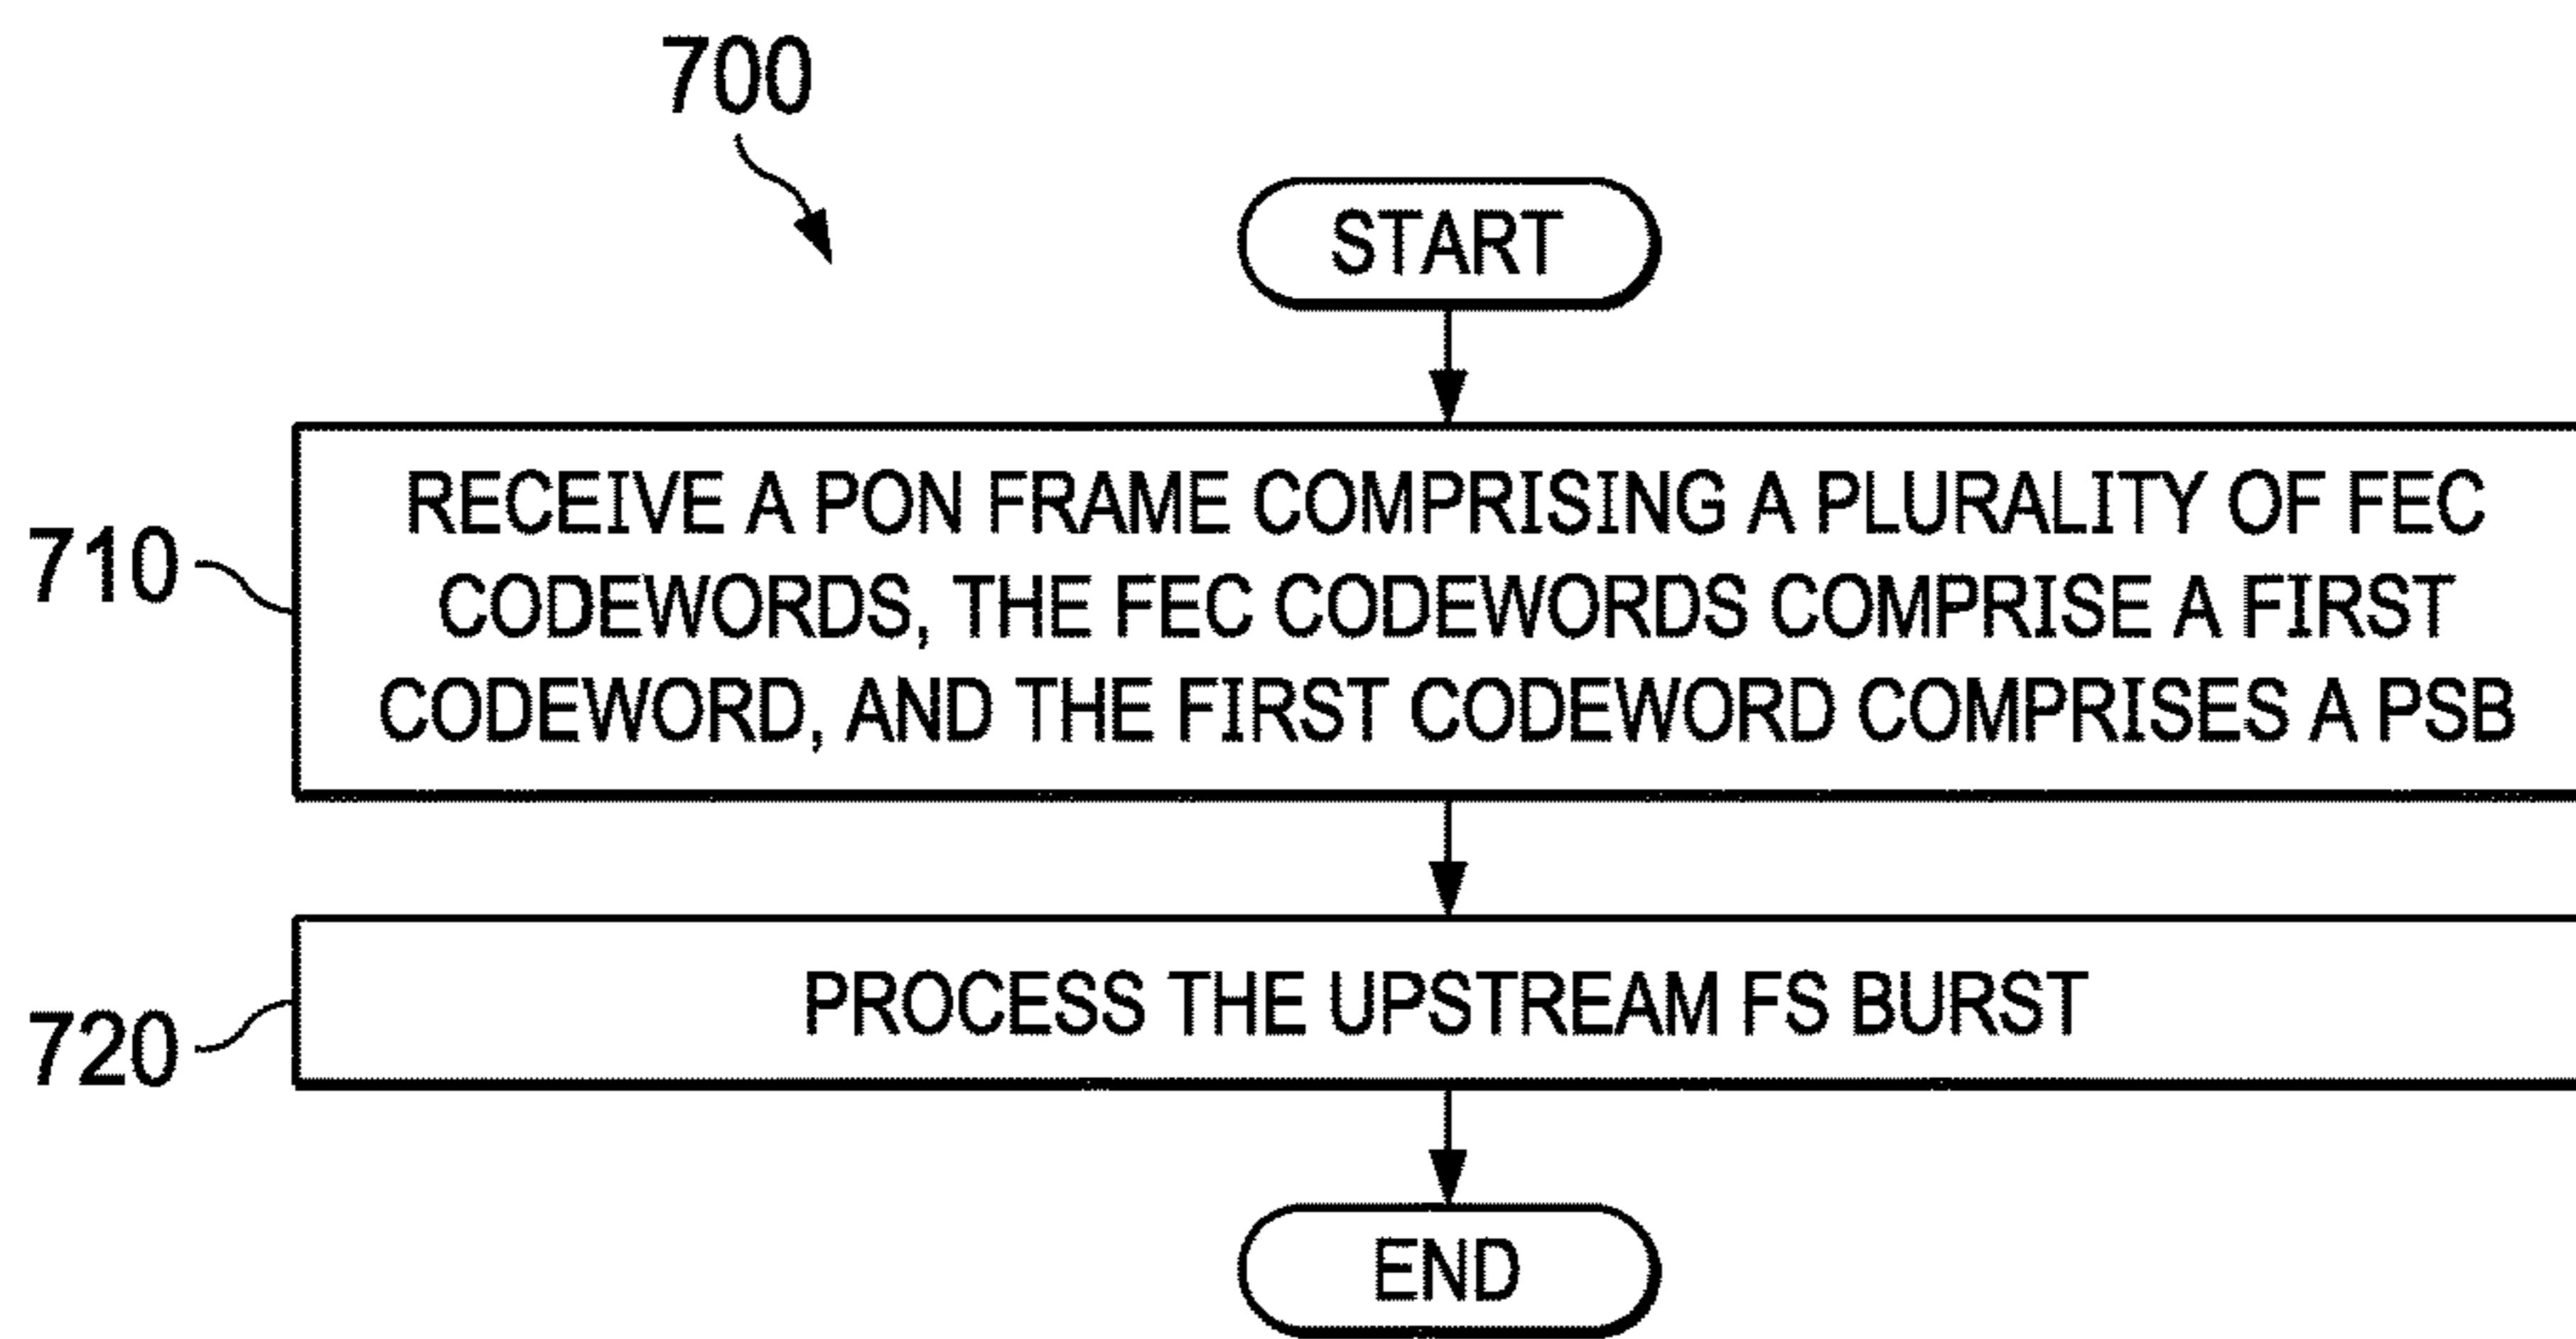 700
START
710
RECEIVE A PON FRAME COMPRISING A PLURALITY OF FEC
CODEWORDS, THE FEC CODEWORDS COMPRISE A FIRST
CODEWORD, AND THE FIRST CODEWORD COMPRISES A PSB
720
PROCESS THE UPSTREAM FS BURST
END